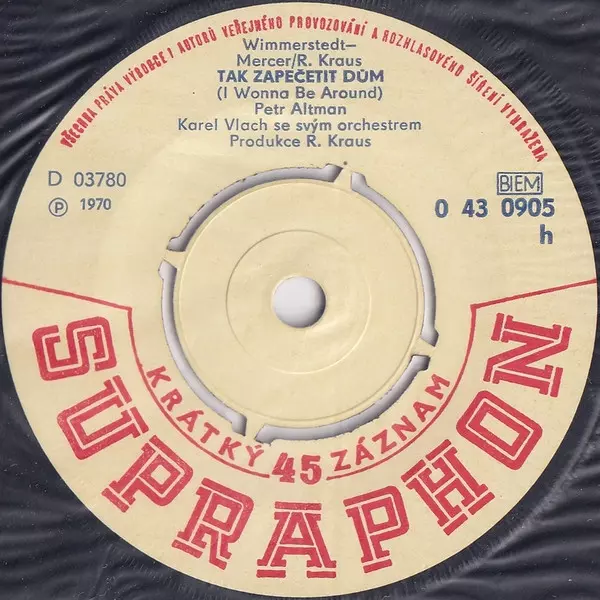 VŠECHNA PRÁVA VÝROBCE I AUTORŮ VEŘEJNÉHO PROVOZOVÁNÍ A ROZHLASOVÉHO ŠÍŘENÍ VYHRAŽENA
Wimmerstedt—
Mercer/R. Kraus
TAK ZAPEČETIT DŮM
(I Wonna Be Around)
Petr Altman
Karel Vlach se svým orchestrem
Produkce R. Kraus
D 03780
Ⓟ 1970
BIEM
0 43 0905
h
KRÁTKÝ 45 ZÁZNAM
SUPRAPHON